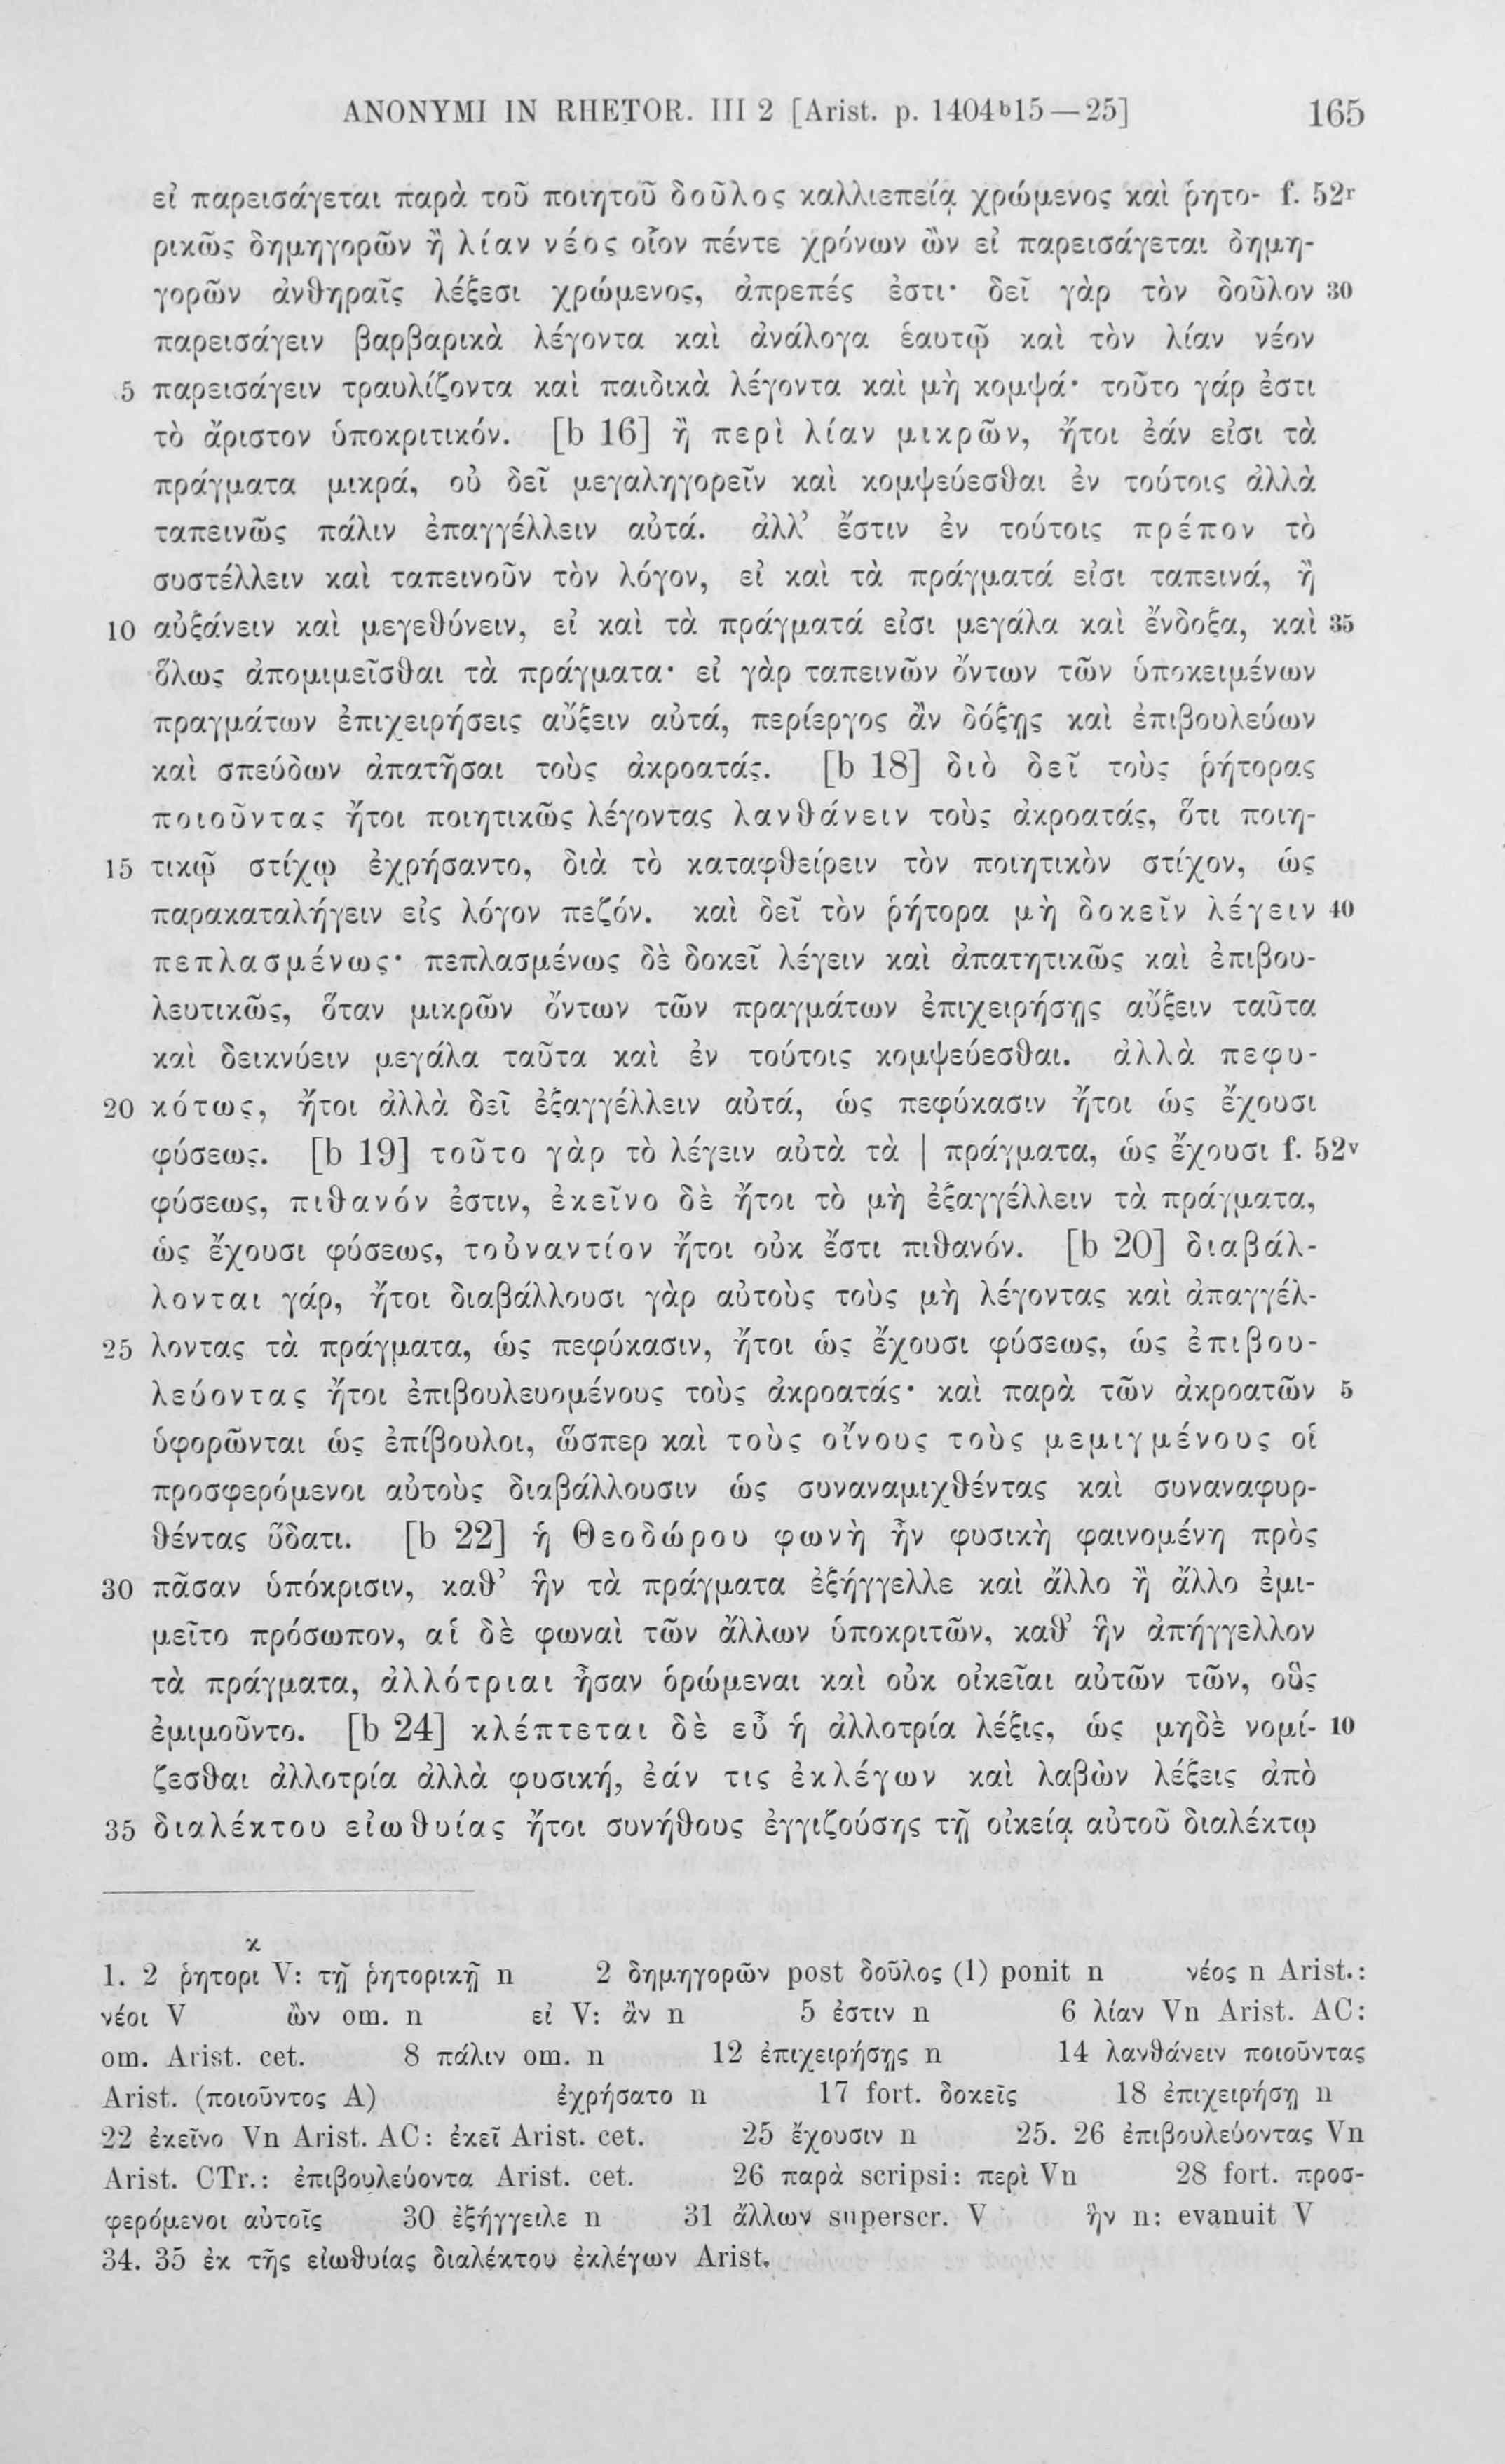 ANONYMI IN RHETOR. III 2 [Arist. p. 1404ᵇ15—25] 165
εἰ παρεισάγεται παρὰ τοῦ ποιητοῦ δοῦλος καλλιεπείᾳ χρώμενος καὶ ῥητο- f. 52ʳ
ρικῶς δημηγορῶν ἢ λίαν νέος οἷον πέντε χρόνων ὢν εἰ παρεισάγεται δημη-
γορῶν ἀνθηραῖς λέξεσι χρώμενος, ἀπρεπές ἐστι· δεῖ γὰρ τὸν δοῦλον 30
παρεισάγειν βαρβαρικὰ λέγοντα καὶ ἀνάλογα ἑαυτῷ καὶ τὸν λίαν νέον
5 παρεισάγειν τραυλίζοντα καὶ παιδικὰ λέγοντα καὶ μὴ κομψά· τοῦτο γάρ ἐστι
τὸ ἄριστον ὑποκριτικόν. [b 16] ἢ περὶ λίαν μικρῶν, ἤτοι ἐάν εἰσι τὰ
πράγματα μικρά, οὐ δεῖ μεγαληγορεῖν καὶ κομψεύεσθαι ἐν τούτοις ἀλλὰ
ταπεινῶς πάλιν ἐπαγγέλλειν αὐτά. ἀλλ’ ἔστιν ἐν τούτοις πρέπον τὸ
συστέλλειν καὶ ταπεινοῦν τὸν λόγον, εἰ καὶ τὰ πράγματά εἰσι ταπεινά, ἢ
10 αὐξάνειν καὶ μεγεθύνειν, εἰ καὶ τὰ πράγματά εἰσι μεγάλα καὶ ἔνδοξα, καὶ 35
ὅλως ἀπομιμεῖσθαι τὰ πράγματα· εἰ γὰρ ταπεινῶν ὄντων τῶν ὑποκειμένων
πραγμάτων ἐπιχειρήσεις αὔξειν αὐτά, περίεργος ἂν δόξῃς καὶ ἐπιβουλεύων
καὶ σπεύδων ἀπατῆσαι τοὺς ἀκροατάς. [b 18] διὸ δεῖ τοὺς ῥήτορας
ποιοῦντας ἤτοι ποιητικῶς λέγοντας λανθάνειν τοὺς ἀκροατάς, ὅτι ποιη-
15 τικῷ στίχῳ ἐχρήσαντο, διὰ τὸ καταφθείρειν τὸν ποιητικὸν στίχον, ὡς
παρακαταλήγειν εἰς λόγον πεζόν. καὶ δεῖ τὸν ῥήτορα μὴ δοκεῖν λέγειν 40
πεπλασμένως· πεπλασμένως δὲ δοκεῖ λέγειν καὶ ἀπατητικῶς καὶ ἐπιβου-
λευτικῶς, ὅταν μικρῶν ὄντων τῶν πραγμάτων ἐπιχειρήσῃς αὔξειν ταῦτα
καὶ δεικνύειν μεγάλα ταῦτα καὶ ἐν τούτοις κομψεύεσθαι. ἀλλὰ πεφυ-
20 κότως, ἤτοι ἀλλὰ δεῖ ἐξαγγέλλειν αὐτά, ὡς πεφύκασιν ἤτοι ὡς ἔχουσι
φύσεως. [b 19] τοῦτο γὰρ τὸ λέγειν αὐτὰ τὰ | πράγματα, ὡς ἔχουσι f. 52ᵛ
φύσεως, πιθανόν ἐστιν, ἐκεῖνο δὲ ἤτοι τὸ μὴ ἐξαγγέλλειν τὰ πράγματα,
ὡς ἔχουσι φύσεως, τοὐναντίον ἤτοι οὐκ ἔστι πιθανόν. [b 20] διαβάλ-
λονται γάρ, ἤτοι διαβάλλουσι γὰρ αὐτοὺς τοὺς μὴ λέγοντας καὶ ἀπαγγέλ-
25 λοντας τὰ πράγματα, ὡς πεφύκασιν, ἤτοι ὡς ἔχουσι φύσεως, ὡς ἐπιβου-
λεύοντας ἤτοι ἐπιβουλευομένους τοὺς ἀκροατάς· καὶ παρὰ τῶν ἀκροατῶν 5
ὑφορῶνται ὡς ἐπίβουλοι, ὥσπερ καὶ τοὺς οἴνους τοὺς μεμιγμένους οἱ
προσφερόμενοι αὐτοὺς διαβάλλουσιν ὡς συναναμιχθέντας καὶ συναναφυρ-
θέντας ὕδατι. [b 22] ἡ Θεοδώρου φωνὴ ἦν φυσικὴ φαινομένη πρὸς
30 πᾶσαν ὑπόκρισιν, καθ’ ἣν τὰ πράγματα ἐξήγγελλε καὶ ἄλλο ἢ ἄλλο ἐμι-
μεῖτο πρόσωπον, αἱ δὲ φωναὶ τῶν ἄλλων ὑποκριτῶν, καθ’ ἣν ἀπήγγελλον
τὰ πράγματα, ἀλλότριαι ἦσαν ὁρώμεναι καὶ οὐκ οἰκεῖαι αὐτῶν τῶν, οὓς
ἐμιμοῦντο. [b 24] κλέπτεται δὲ εὖ ἡ ἀλλοτρία λέξις, ὡς μηδὲ νομί- 10
ζεσθαι ἀλλοτρία ἀλλὰ φυσική, ἐάν τις ἐκλέγων καὶ λαβὼν λέξεις ἀπὸ
35 διαλέκτου εἰωθυίας ἤτοι συνήθους ἐγγιζούσης τῇ οἰκείᾳ αὐτοῦ διαλέκτῳ
κ
1. 2 ῥητορι V: τῇ ῥητορικῇ n 2 δημηγορῶν post δοῦλος (1) ponit n νέος n Arist.:
νέοι V ὢν om. n εἰ V: ἂν n 5 ἐστιν n 6 λίαν Vn Arist. AC:
om. Arist. cet. 8 πάλιν om. n 12 ἐπιχειρήσῃς n 14 λανθάνειν ποιοῦντας
Arist. (ποιοῦντος A) ἐχρήσατο n 17 fort. δοκεῖς 18 ἐπιχειρήσῃ n
22 ἐκεῖνο Vn Arist. AC: ἐκεῖ Arist. cet. 25 ἔχουσιν n 25. 26 ἐπιβουλεύοντας Vn
Arist. CTr.: ἐπιβουλεύοντα Arist. cet. 26 παρὰ scripsi: περὶ Vn 28 fort. προσ-
φερόμενοι αὐτοῖς 30 ἐξήγγειλε n 31 ἄλλων superscr. V ἣν n: evanuit V
34. 35 ἐκ τῆς εἰωθυίας διαλέκτου ἐκλέγων Arist.